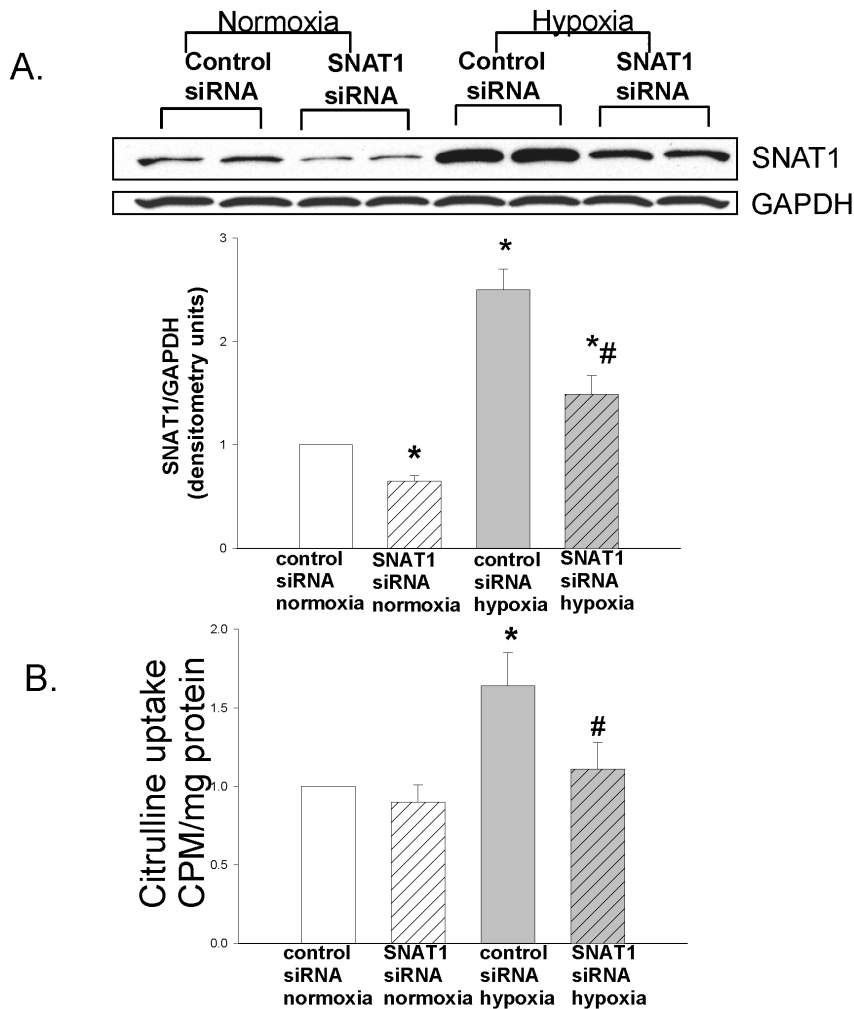 Normoxia Hypoxia
A.
Control SNAT1 Control SNAT1
siRNA siRNA siRNA siRNA
SNAT1
GAPDH
SNAT1/GAPDH
(densitometry units)
3
2
1
0
*
*
*#
control SNAT1 control SNAT1
siRNA siRNA siRNA siRNA
normoxia normoxia hypoxia hypoxia
B.
Citrulline uptake
CPM/mg protein
2.0
1.5
1.0
0.5
0.0
*
#
control SNAT1 control SNAT1
siRNA siRNA siRNA siRNA
normoxia normoxia hypoxia hypoxia